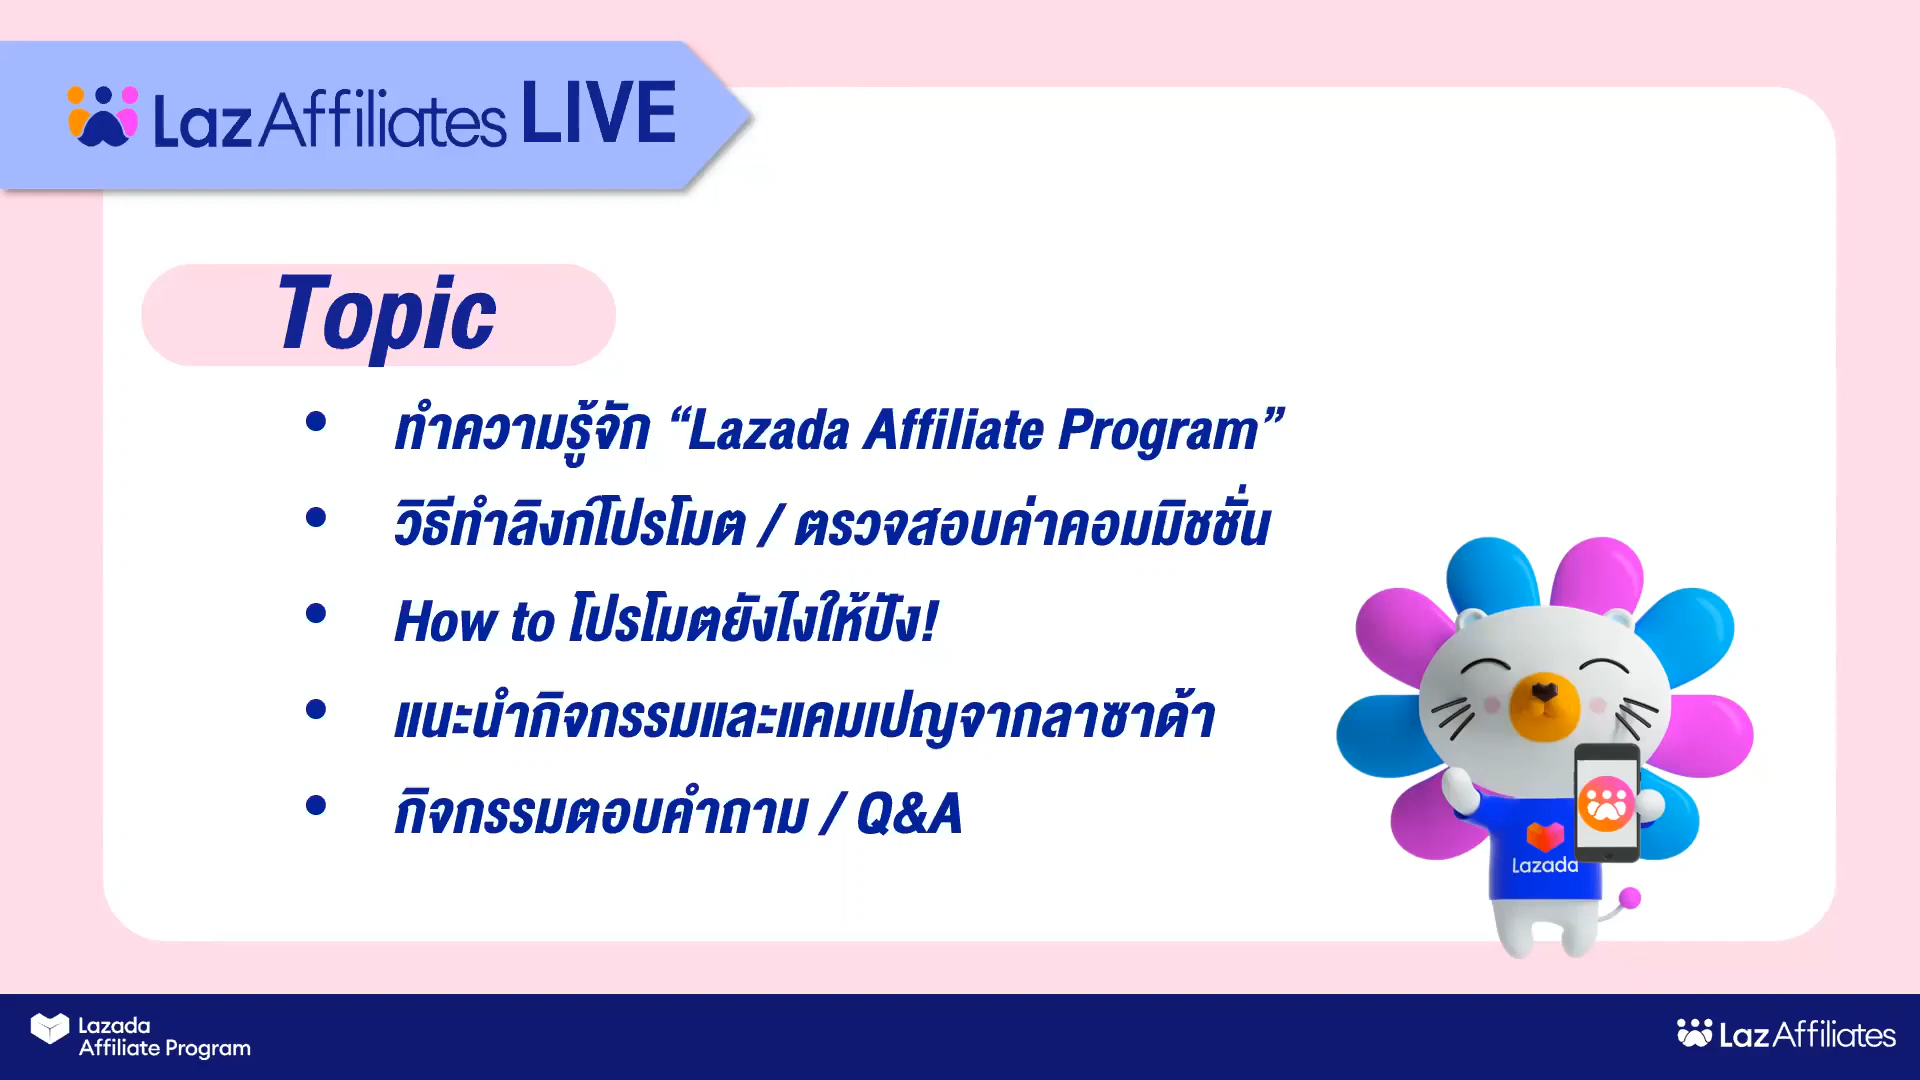 LazAffiliates LIVE
Topic
• ทำความรู้จัก “Lazada Affiliate Program”
• วิธีทำลิงก์โปรโมต / ตรวจสอบค่าคอมมิชชั่น
• How to โปรโมตยังไงให้ปัง!
• แนะนำกิจกรรมและแคมเปญจากลาซาด้า
• กิจกรรมตอบคำถาม / Q&A
Lazada
Lazada
Affiliate Program
LazAffiliates